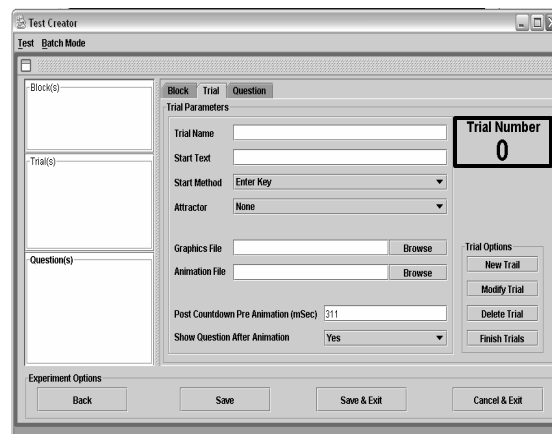 Test Creator
Test Batch Mode
Block(s)
Trial(s)
Question(s)
Block Trial Question
Trial Parameters
Trial Name
Start Text
Start Method Enter Key
Attractor None
Graphics File Browse
Animation File Browse
Post Countdown Pre Animation (mSec) 311
Show Question After Animation Yes
Trial Number
0
Trial Options
New Trail
Modify Trial
Delete Trial
Finish Trials
Experiment Options
Back Save Save & Exit Cancel & Exit